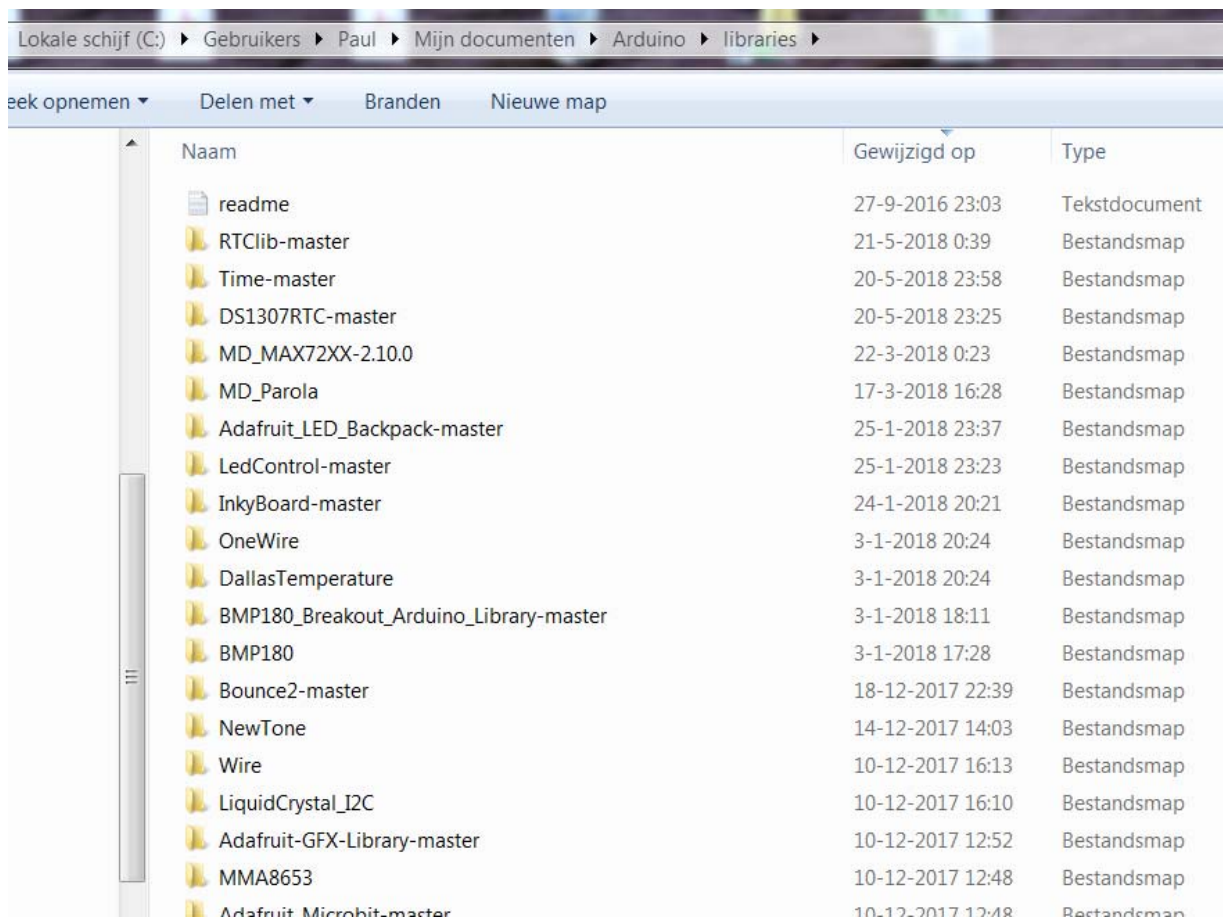 Lokale schijf (C:) Gebruikers Paul Mijn documenten Arduino libraries
eek opnemen Delen met Branden Nieuwe map
Naam Gewijzigd op Type
readme 27-9-2016 23:03 Tekstdocument
RTClib-master 21-5-2018 0:39 Bestandsmap
Time-master 20-5-2018 23:58 Bestandsmap
DS1307RTC-master 20-5-2018 23:25 Bestandsmap
MD_MAX72XX-2.10.0 22-3-2018 0:23 Bestandsmap
MD_Parola 17-3-2018 16:28 Bestandsmap
Adafruit_LED_Backpack-master 25-1-2018 23:37 Bestandsmap
LedControl-master 25-1-2018 23:23 Bestandsmap
InkyBoard-master 24-1-2018 20:21 Bestandsmap
OneWire 3-1-2018 20:24 Bestandsmap
DallasTemperature 3-1-2018 20:24 Bestandsmap
BMP180_Breakout_Arduino_Library-master 3-1-2018 18:11 Bestandsmap
BMP180 3-1-2018 17:28 Bestandsmap
Bounce2-master 18-12-2017 22:39 Bestandsmap
NewTone 14-12-2017 14:03 Bestandsmap
Wire 10-12-2017 16:13 Bestandsmap
LiquidCrystal_I2C 10-12-2017 16:10 Bestandsmap
Adafruit-GFX-Library-master 10-12-2017 12:52 Bestandsmap
MMA8653 10-12-2017 12:48 Bestandsmap
Adafruit_Microbit-master 10-12-2017 12:48 Bestandsmap